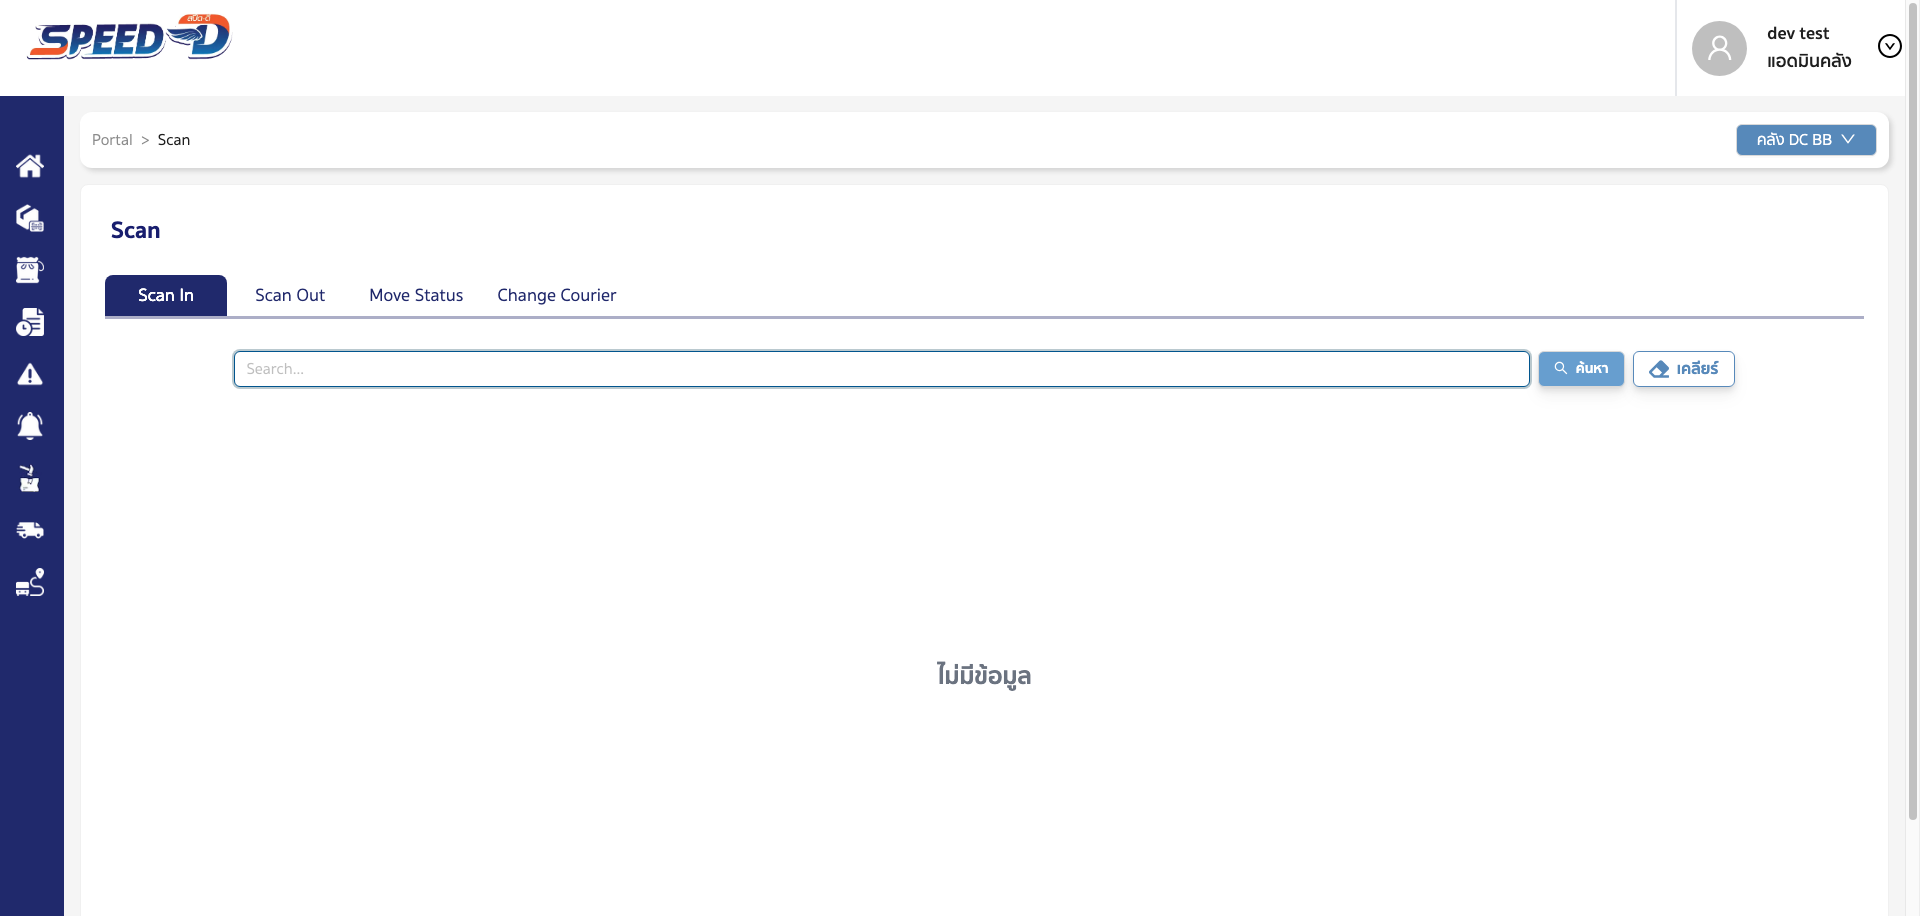 สปีด-ดี
SPEED-D
dev test
แอดมินคลัง
Portal > Scan
คลัง DC BB
Scan
Scan In
Scan Out
Move Status
Change Courier
Search...
ค้นหา
เคลียร์
ไม่มีข้อมูล